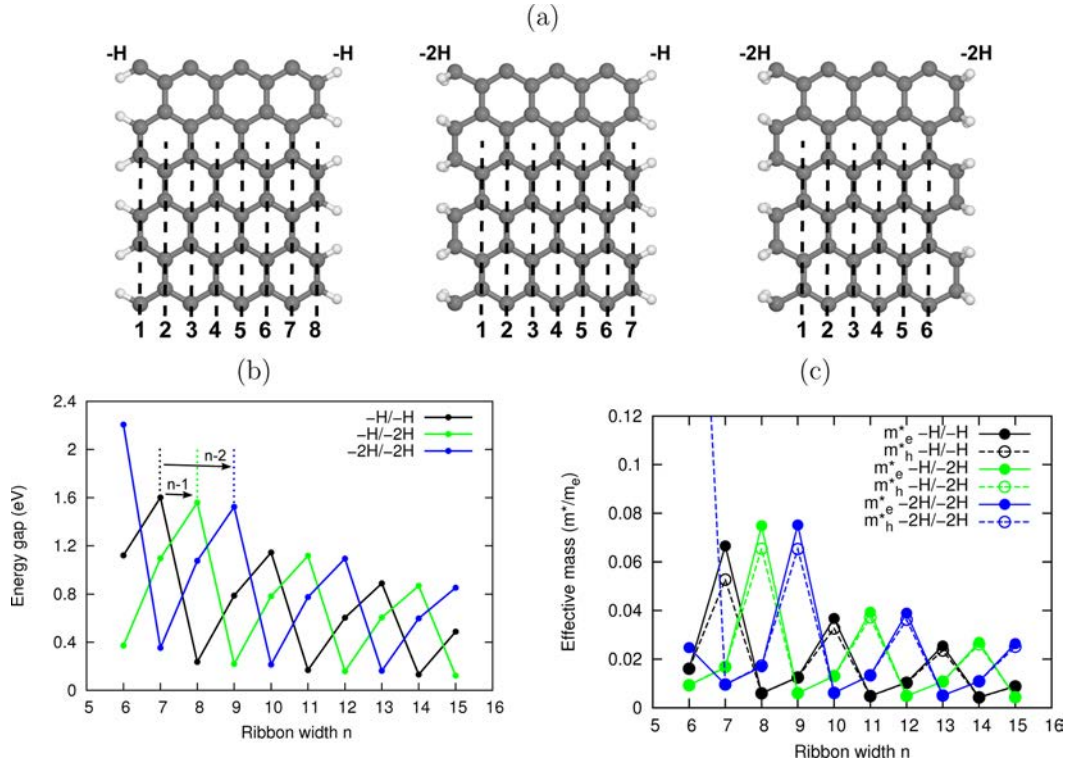 (a)
-H -H -2H -H -2H -2H
1 2 3 4 5 6 7 8 1 2 3 4 5 6 7 1 2 3 4 5 6
(b) (c)
2.4
2
1.6
1.2
0.8
0.4
0
Energy gap (eV)
−H/−H
−H/−2H
−2H/−2H
n-2
n-1
5 6 7 8 9 10 11 12 13 14 15 16
Ribbon width n
0.12
0.1
0.08
0.06
0.04
0.02
0
Effective mass (m*/me)
m*e −H/−H
m*h −H/−H
m*e −H/−2H
m*h −H/−2H
m*e −2H/−2H
m*h −2H/−2H
5 6 7 8 9 10 11 12 13 14 15 16
Ribbon width n